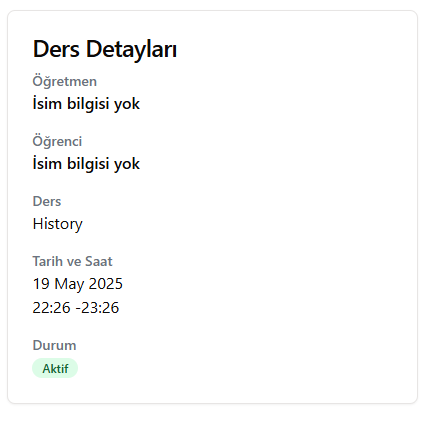 Ders Detayları
Öğretmen
İsim bilgisi yok
Öğrenci
İsim bilgisi yok
Ders
History
Tarih ve Saat
19 May 2025
22:26 -23:26
Durum
Aktif